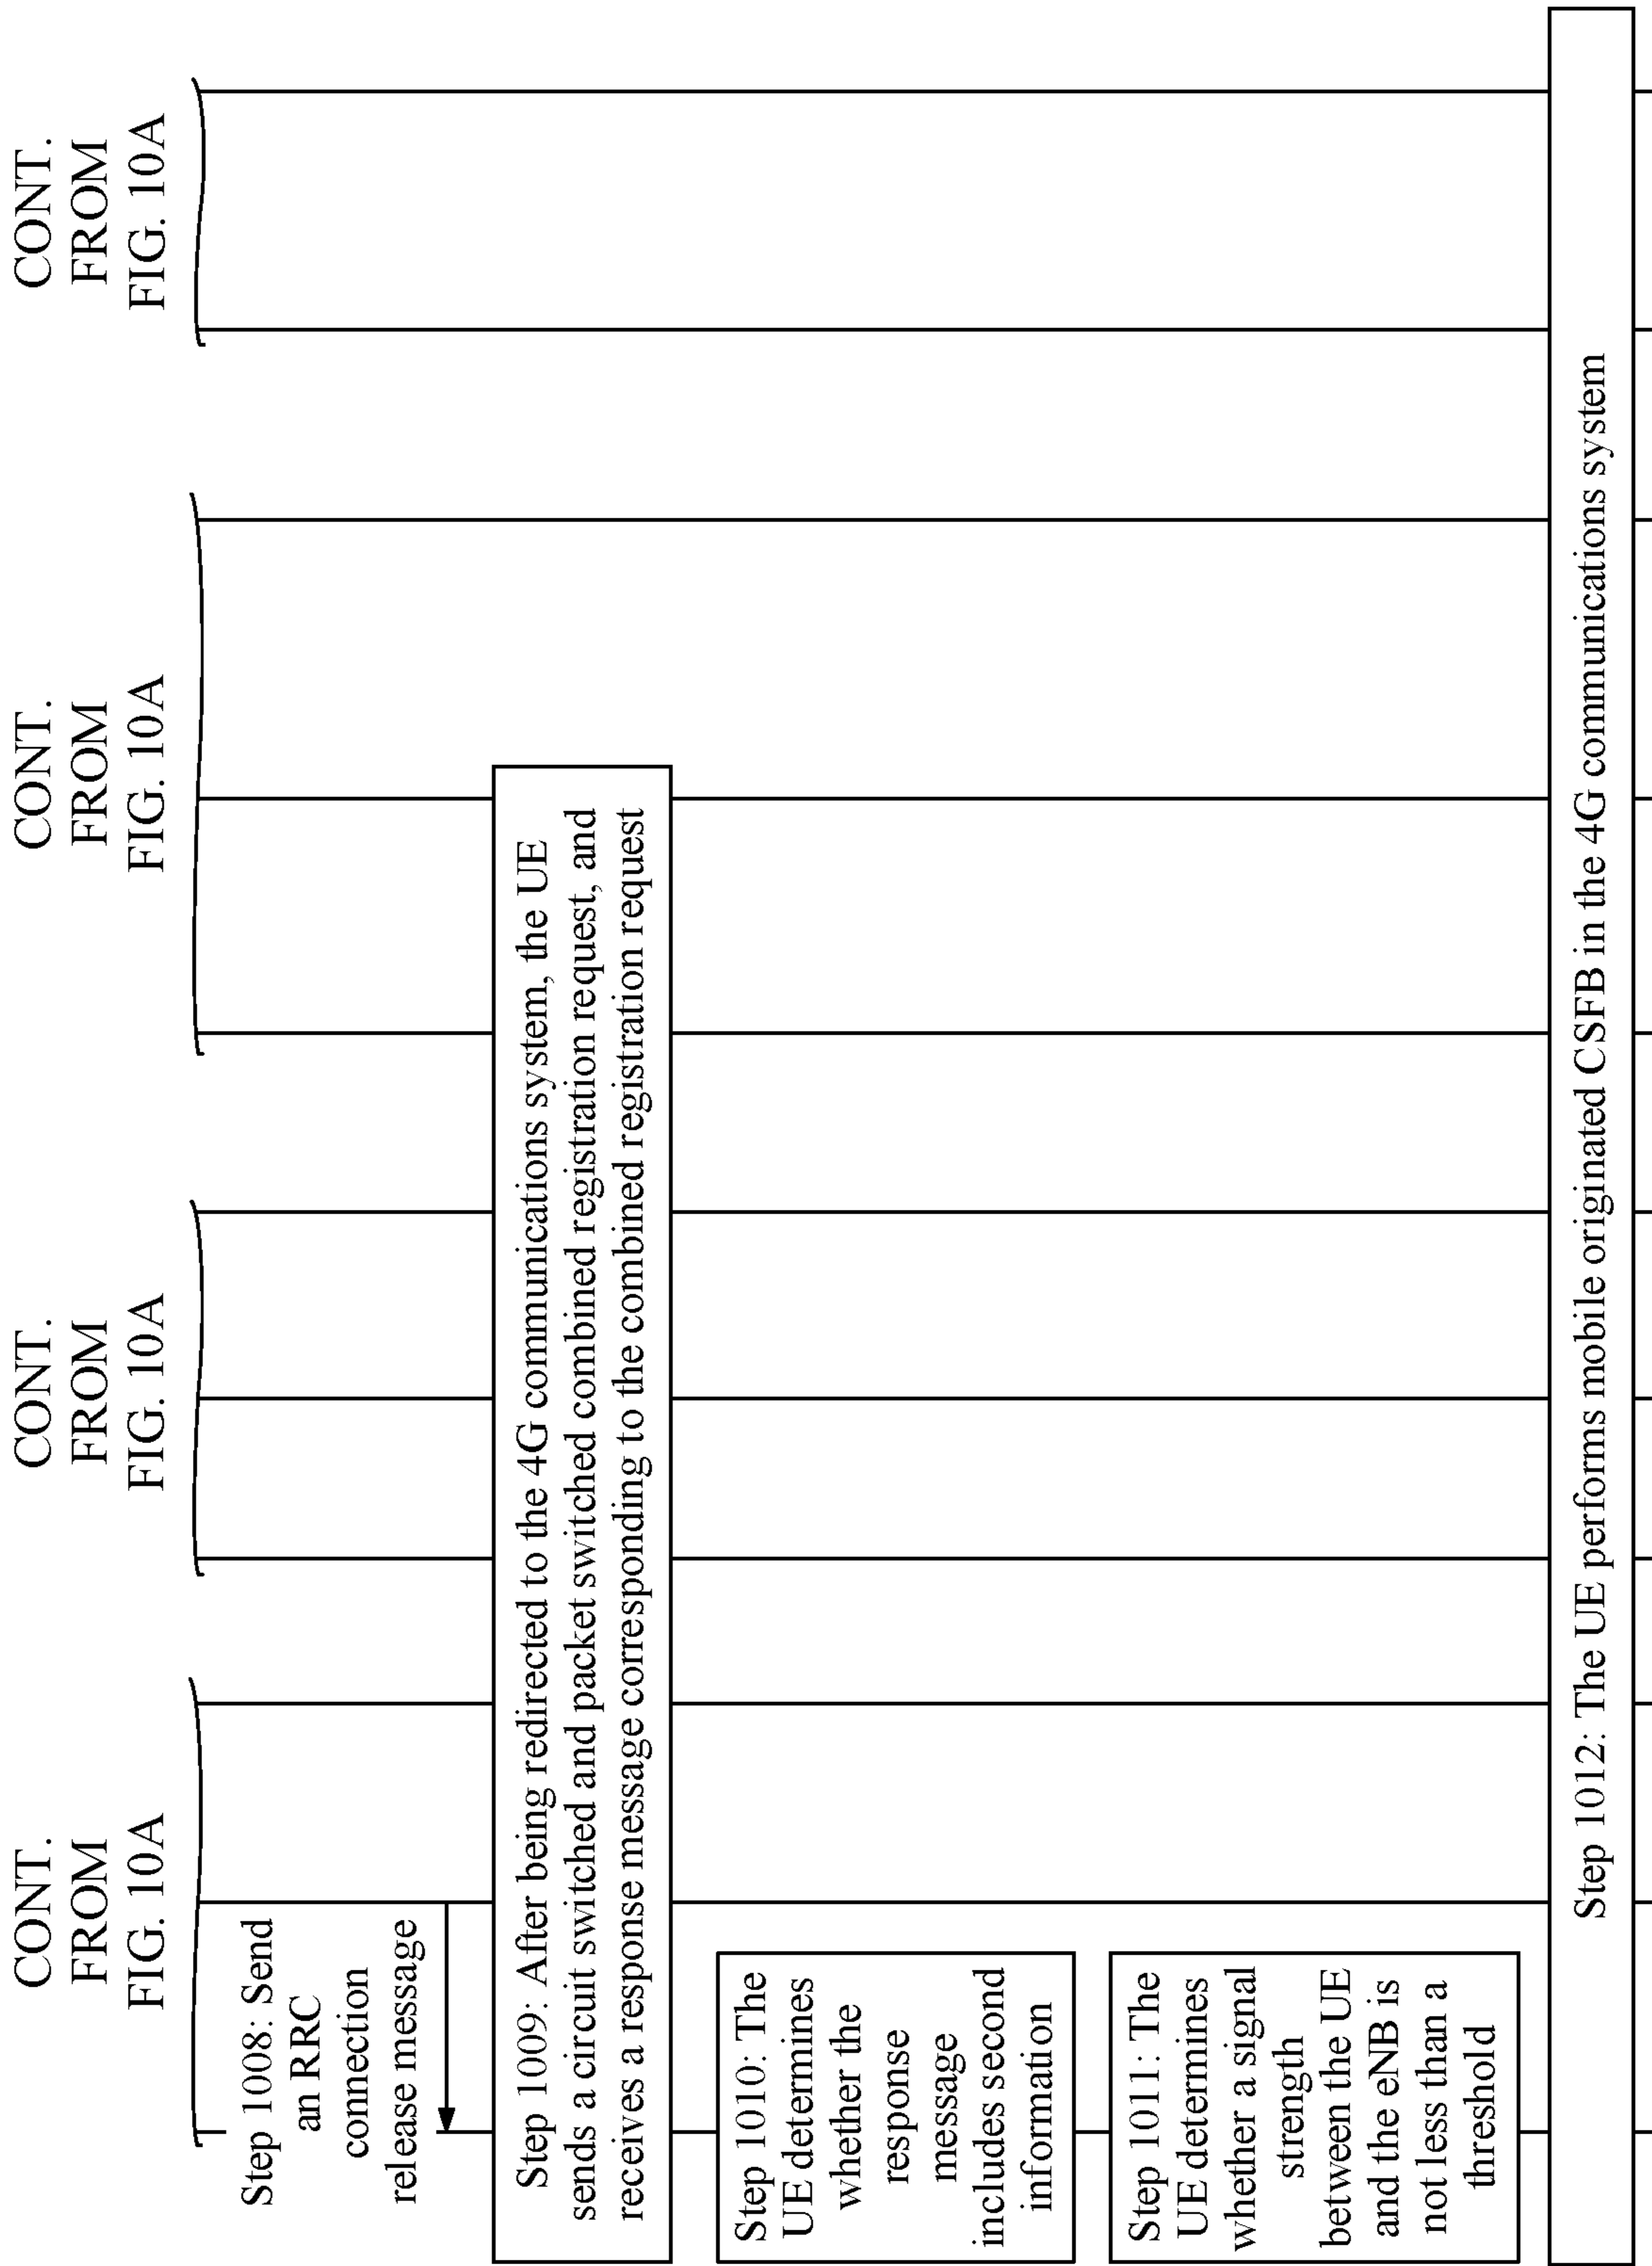 CONT.
FROM
FIG. 10A
CONT.
FROM
FIG. 10A
CONT.
FROM
FIG. 10A
CONT.
FROM
FIG. 10A
Step 1008: Send
an RRC
connection
release message
Step 1009: After being redirected to the 4G communications system, the UE
sends a circuit switched and packet switched combined registration request, and
receives a response message corresponding to the combined registration request
Step 1010: The
UE determines
whether the
response
message
includes second
information
Step 1011: The
UE determines
whether a signal
strength
between the UE
and the eNB is
not less than a
threshold
Step 1012: The UE performs mobile originated CSFB in the 4G communications system